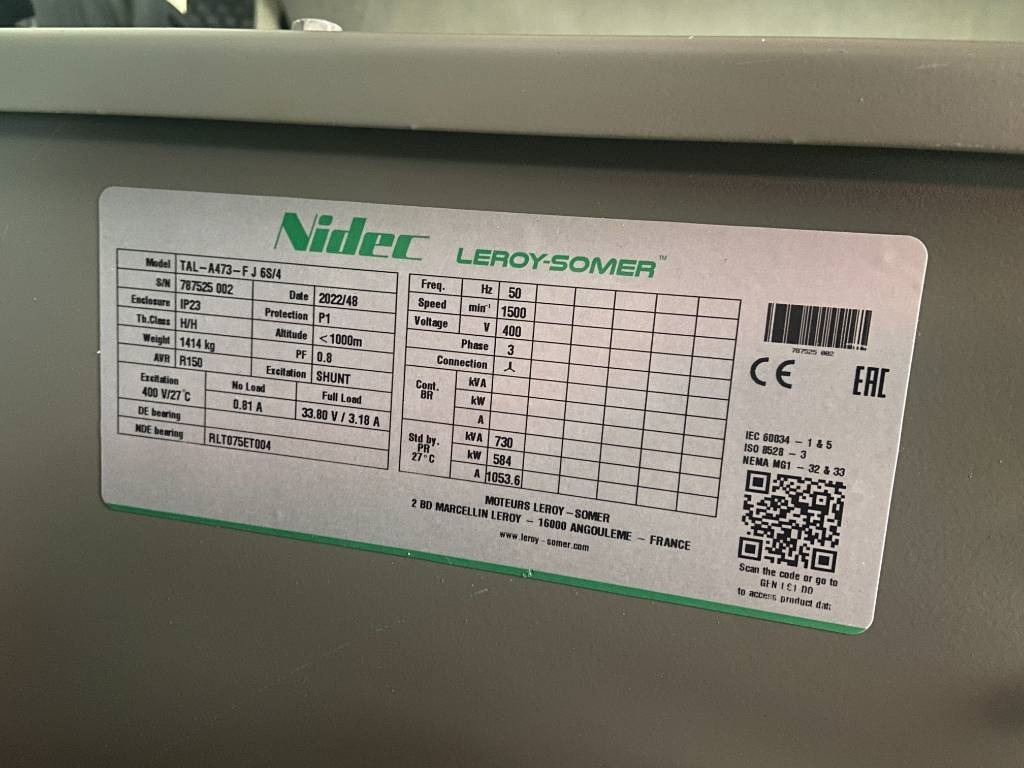 Nidec LEROY-SOMER™
Model TAL-A473-F J 6S/4
S/N 787525 002 Date 2022/48
Enclosure IP23 Protection P1
Th.Class H/H Altitude <1000m
Weight 1414 kg PF 0.8
AVR R150 Excitation SHUNT
Excitation No Load Full Load
400 V/27°C 0.81 A 33.80 V / 3.18 A
DE bearing
NDE bearing RLT075ET004
Freq. Hz 50
Speed min⁻¹ 1500
Voltage V 400
Phase 3
Connection
Cont. BR kVA
kW
A
Std by. PR 27°C kVA 730
kW 584
A 1053.6
MOTEURS LEROY-SOMER
2 BD MARCELLIN LEROY - 16000 ANGOULEME - FRANCE
www.leroy-somer.com
787525 002
CE EAC
IEC 60034 - 1 & 5
ISO 8528 - 3
NEMA MG1 - 32 & 33
Scan the code or go to
GEN
to access product